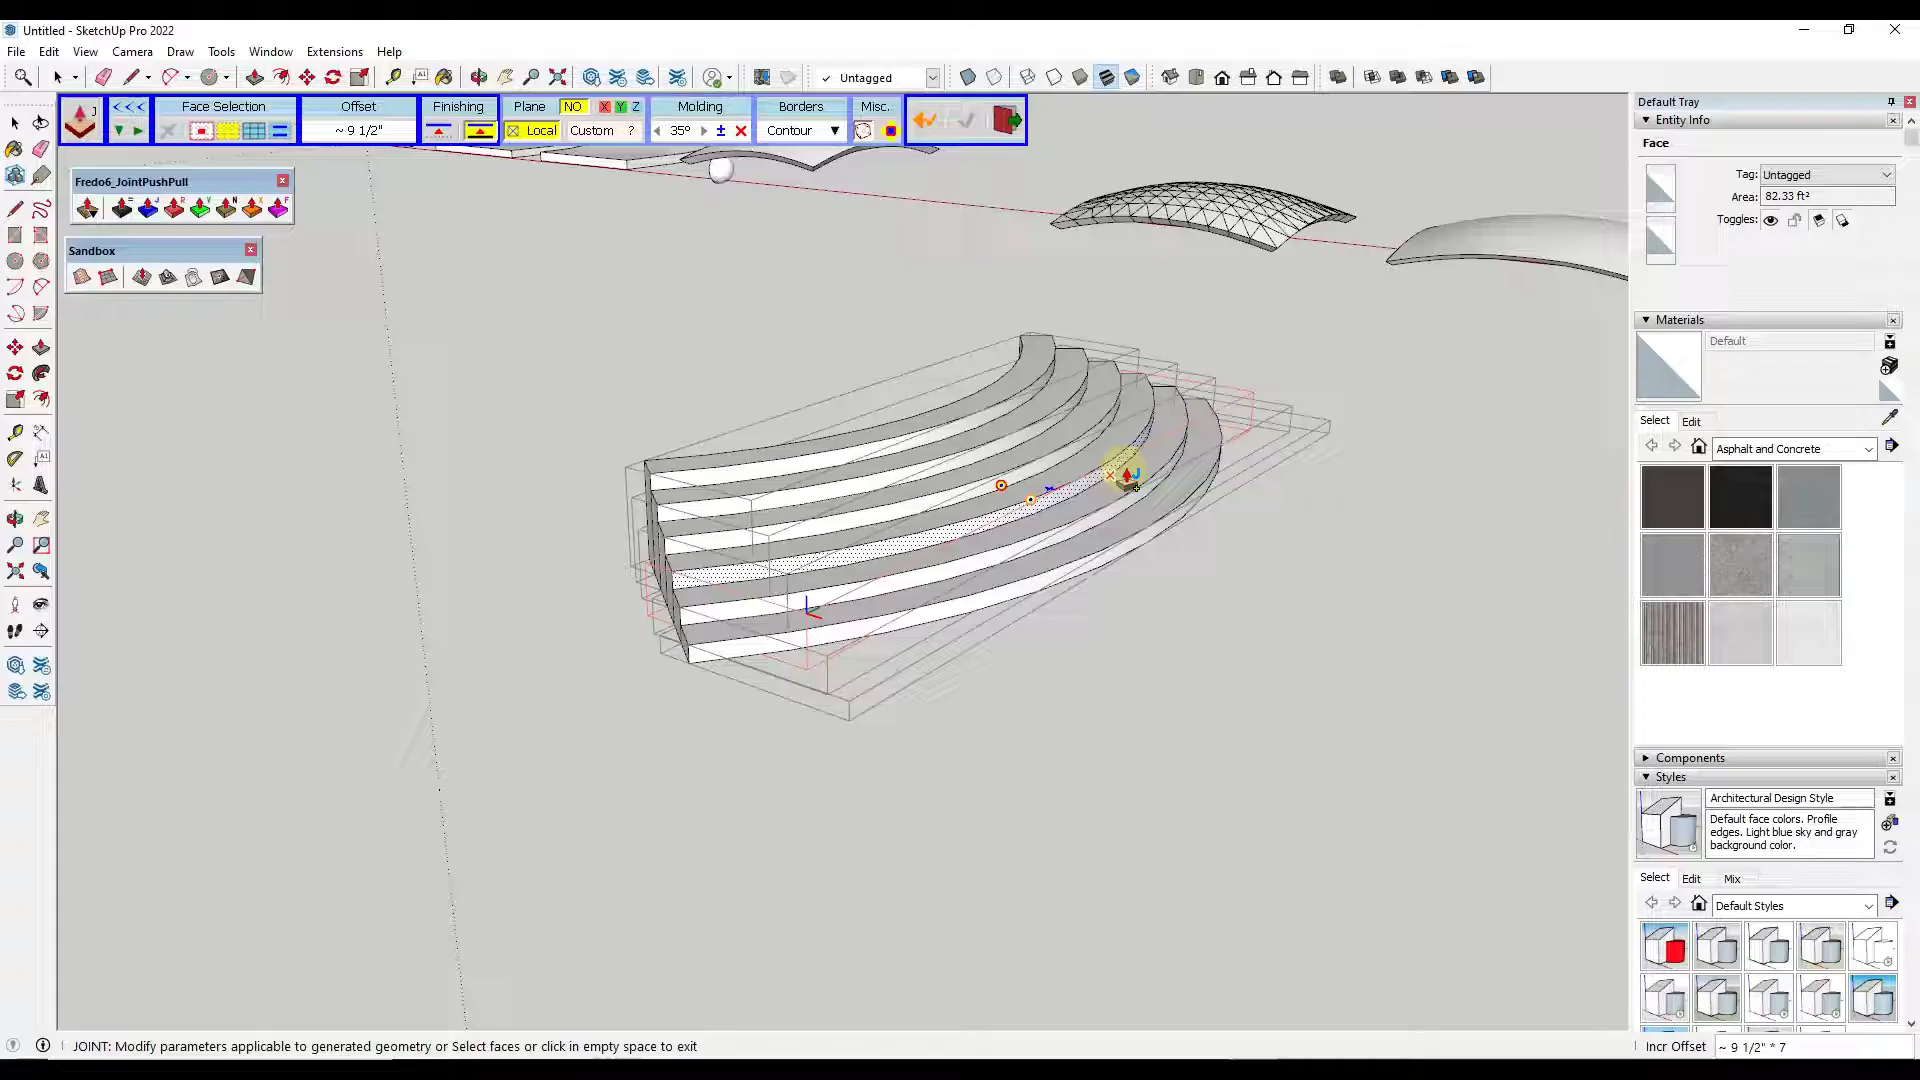 Untitled - SketchUp Pro 2022
File Edit View Camera Draw Tools Window Extensions Help
Untagged
J
<<< Face Selection Offset Finishing Plane NO X Y Z Molding Borders Misc.
~ 9 1/2" Local Custom ? 35º Contour
Fredo6_JointPushPull
J R V N X F
Sandbox
Default Tray
Entity Info
Face
Tag: Untagged
Area: 82.33 ft²
Toggles:
Materials
Default
Select Edit
Asphalt and Concrete
Components
Styles
Architectural Design Style
Default face colors. Profile
edges. Light blue sky and gray
background color.
Select Edit Mix
Default Styles
JOINT: Modify parameters applicable to generated geometry or Select faces or click in empty space to exit
Incr Offset ~ 9 1/2" * 7